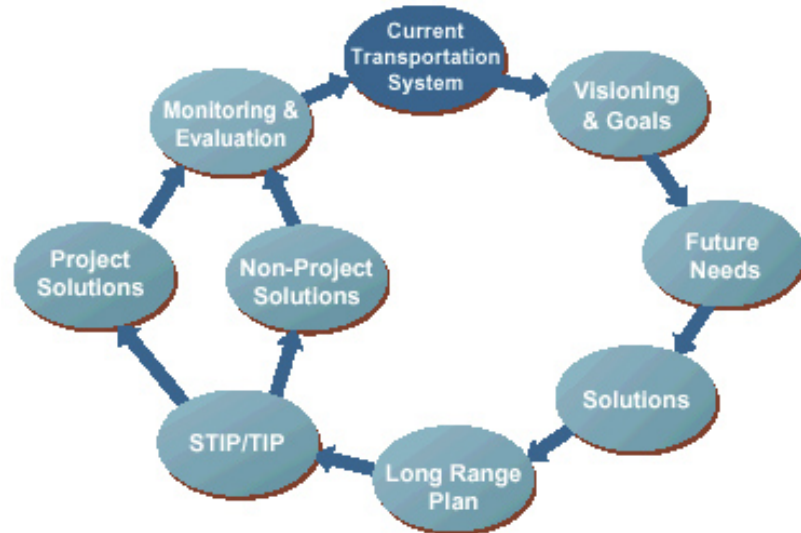 Current
Transportation
System
Visioning
& Goals
Future
Needs
Solutions
Long Range
Plan
STIP/TIP
Project
Solutions
Non-Project
Solutions
Monitoring &
Evaluation